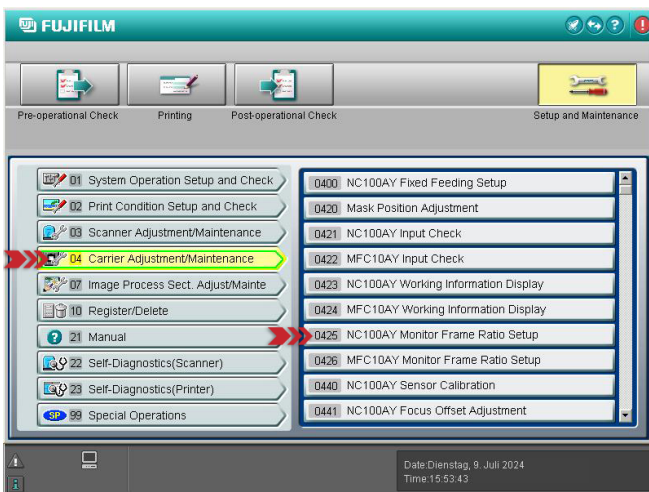 FUJIFILM
Pre-operational Check
Printing
Post-operational Check
Setup and Maintenance
01 System Operation Setup and Check
02 Print Condition Setup and Check
03 Scanner Adjustment/Maintenance
04 Carrier Adjustment/Maintenance
07 Image Process Sect. Adjust/Mainte
10 Register/Delete
21 Manual
22 Self-Diagnostics(Scanner)
23 Self-Diagnostics(Printer)
SP 99 Special Operations
0400 NC100AY Fixed Feeding Setup
0420 Mask Position Adjustment
0421 NC100AY Input Check
0422 MFC10AY Input Check
0423 NC100AY Working Information Display
0424 MFC10AY Working Information Display
0425 NC100AY Monitor Frame Ratio Setup
0426 MFC10AY Monitor Frame Ratio Setup
0440 NC100AY Sensor Calibration
0441 NC100AY Focus Offset Adjustment
Date:Dienstag, 9. Juli 2024
Time:15:53:43